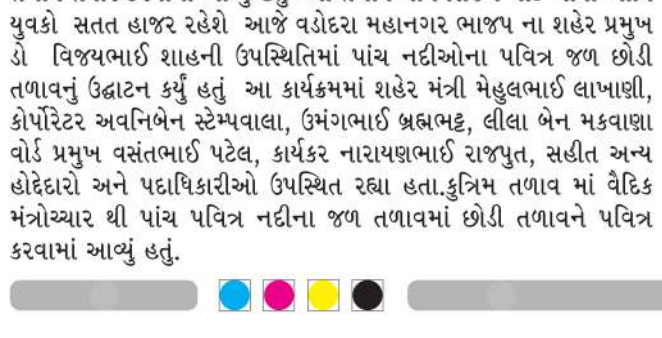 યુવકો સતત હાજર રહેશે આજે વડોદરા મહાનગર ભાજપ ના શહેર પ્રમુખ
ડો વિજયભાઈ શાહની ઉપસ્થિતિમાં પાંચ નદીઓના પવિત્ર જળ છોડી
તળાવનું ઉદ્ઘાટન કર્યું હતું આ કાર્યક્રમમાં શહેર મંત્રી મેહુલભાઈ લાખાણી,
કોર્પોરેટર અવનિબેન સ્ટેમ્પવાલા, ઉમંગભાઈ બ્રહ્મભટ્ટ, લીલા બેન મકવાણા
વોર્ડ પ્રમુખ વસંતભાઈ પટેલ, કાર્યકર નારાયણભાઈ રાજપુત, સહીત અન્ય
હોદ્દેદારો અને પદાધિકારીઓ ઉપસ્થિત રહ્યા હતા.કુત્રિમ તળાવ માં વૈદિક
મંત્રોચ્ચાર થી પાંચ પવિત્ર નદીના જળ તળાવમાં છોડી તળાવને પવિત્ર
કરવામાં આવ્યું હતું.